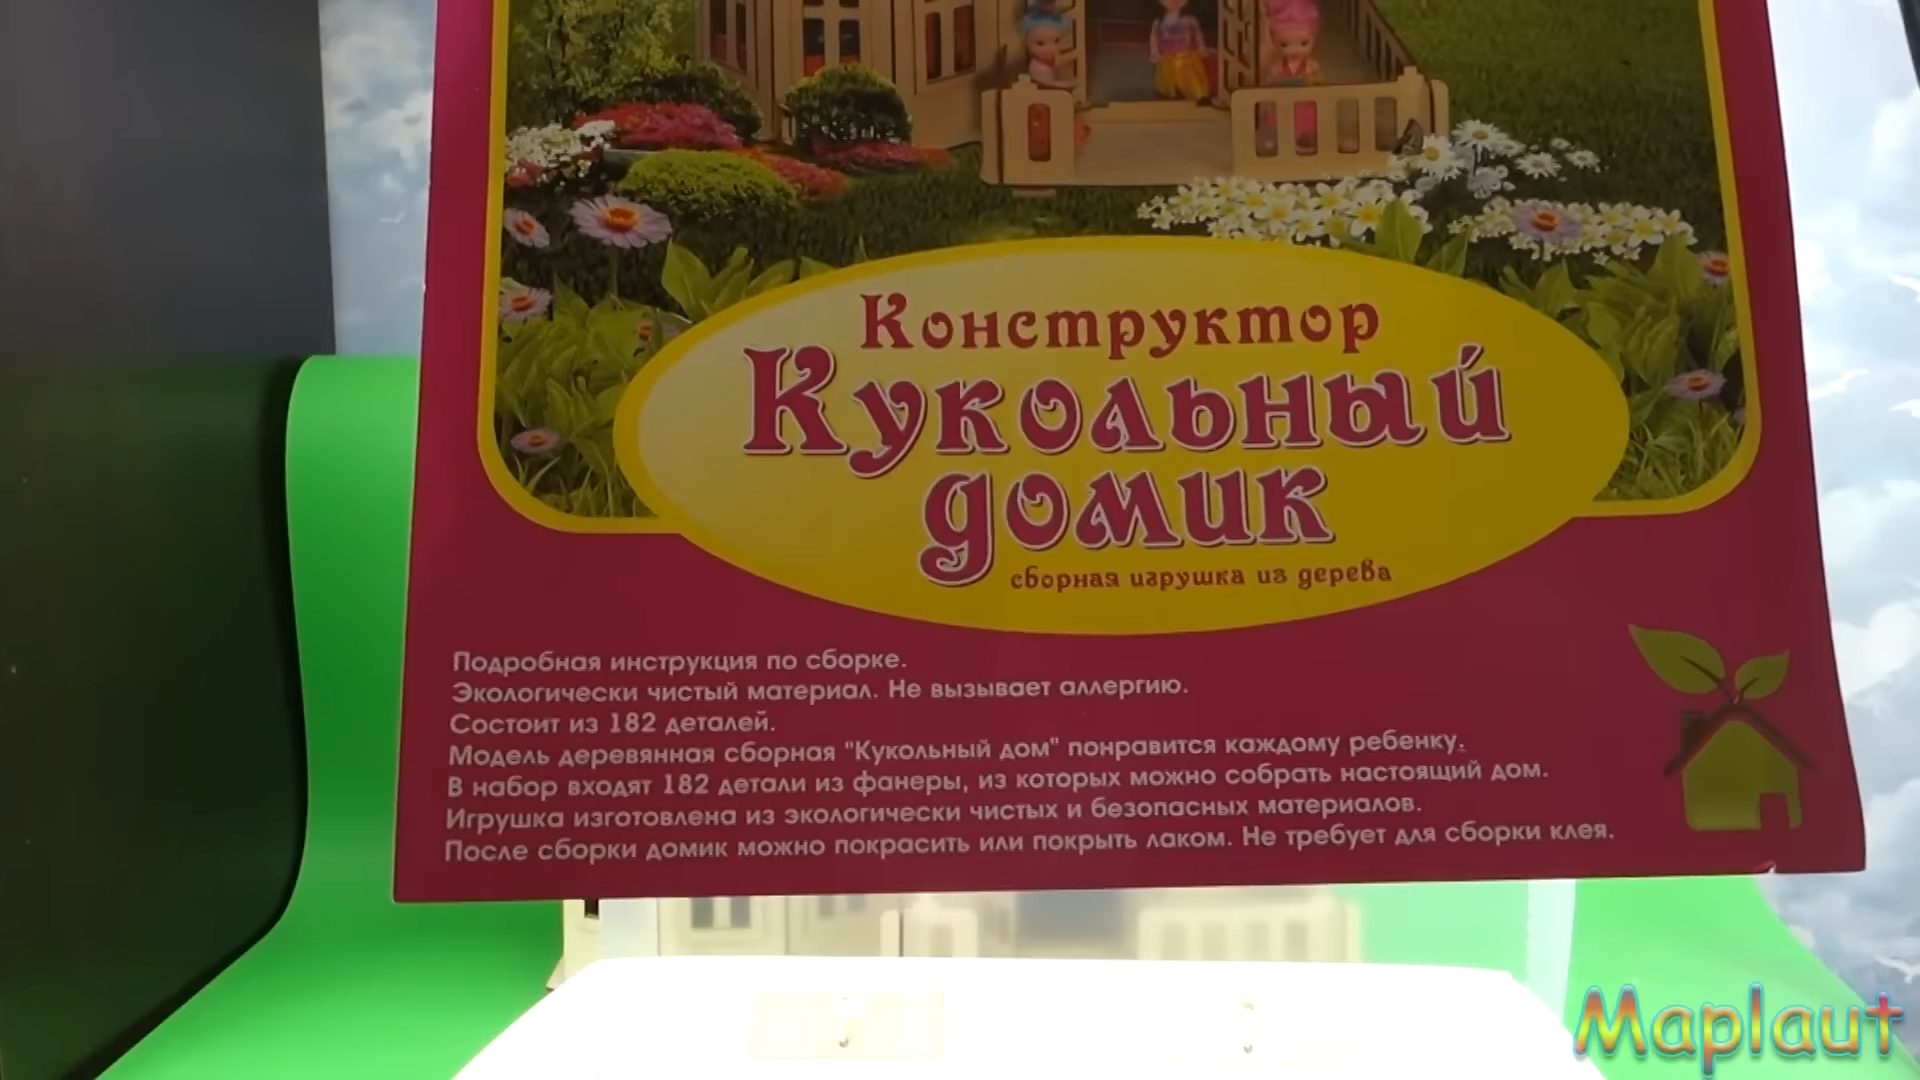 Конструктор
Кукольный
домик
сборная игрушка из дерева
Подробная инструкция по сборке.
Экологически чистый материал. Не вызывает аллергию.
Состоит из 182 деталей.
Модель деревянная сборная "Кукольный дом" понравится каждому ребенку.
В набор входят 182 детали из фанеры, из которых можно собрать настоящий дом.
Игрушка изготовлена из экологически чистых и безопасных материалов.
После сборки домик можно покрасить или покрыть лаком. Не требует для сборки клея.
Maplaut